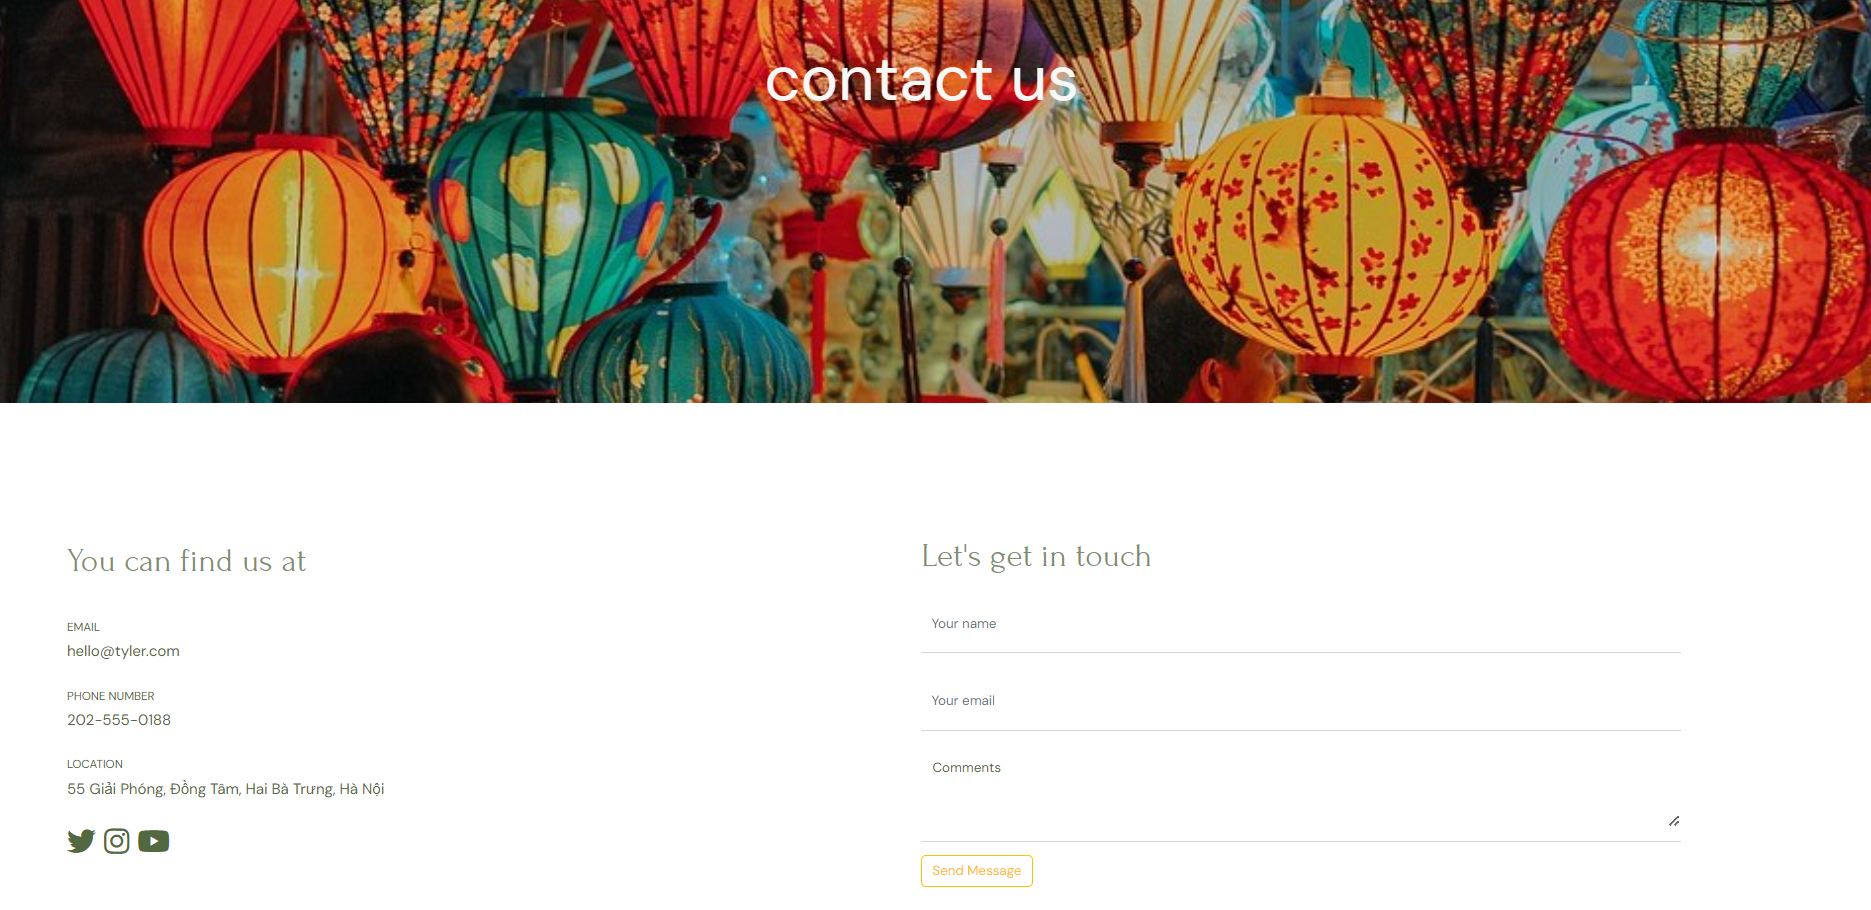 contact us
You can find us at
EMAIL
hello@tyler.com
PHONE NUMBER
202-555-0188
LOCATION
55 Giải Phóng, Đồng Tâm, Hai Bà Trưng, Hà Nội
Let's get in touch
Your name
Your email
Comments
Send Message